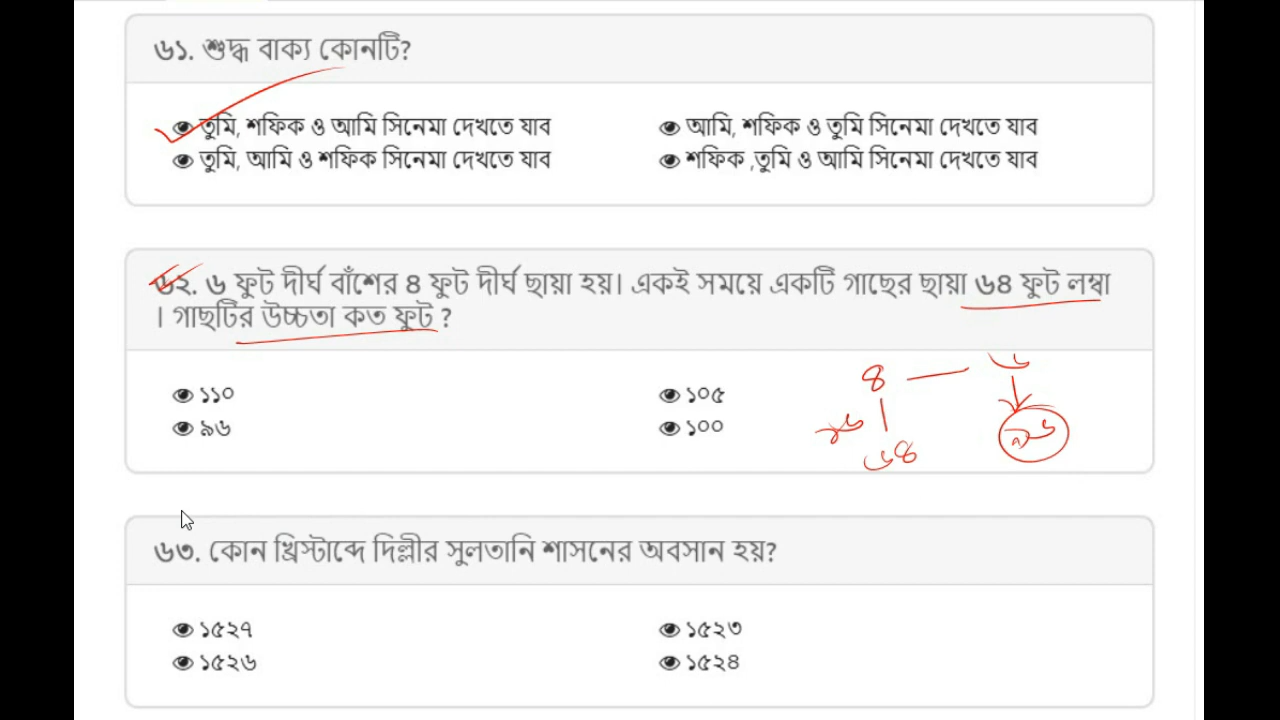 ৬১. শুদ্ধ বাক্য কোনটি?
তুমি, শফিক ও আমি সিনেমা দেখতে যাব
আমি, শফিক ও তুমি সিনেমা দেখতে যাব
তুমি, আমি ও শফিক সিনেমা দেখতে যাব
শফিক ,তুমি ও আমি সিনেমা দেখতে যাব
৬২. ৬ ফুট দীর্ঘ বাঁশের ৪ ফুট দীর্ঘ ছায়া হয়। একই সময়ে একটি গাছের ছায়া ৬৪ ফুট লম্বা
। গাছটির উচ্চতা কত ফুট ?
১১০
১০৫
৯৬
১০০
৪ — ৬
১৬
৬৪
৯৬
৬৩. কোন খ্রিস্টাব্দে দিল্লীর সুলতানি শাসনের অবসান হয়?
১৫২৭
১৫২৩
১৫২৬
১৫২৪